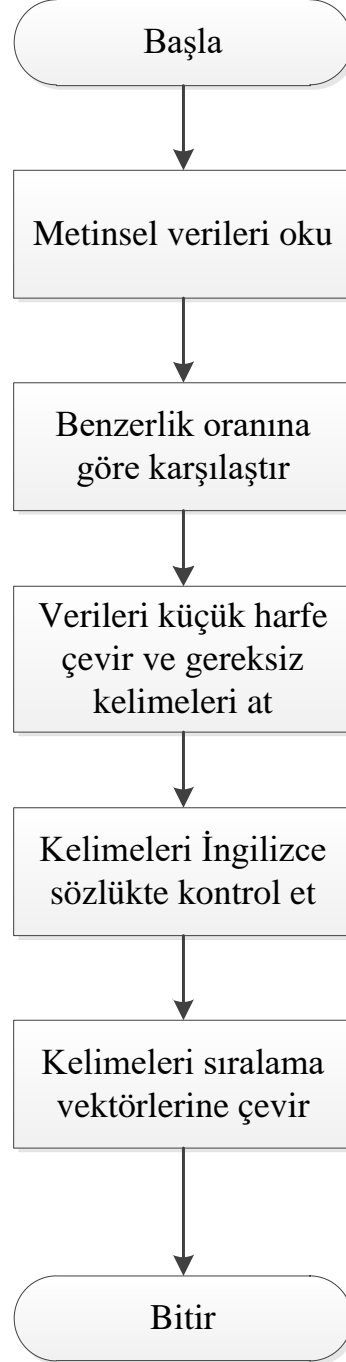 Başla
Metinsel verileri oku
Benzerlik oranına
göre karşılaştır
Verileri küçük harfe
çevir ve gereksiz
kelimeleri at
Kelimeleri İngilizce
sözlükte kontrol et
Kelimeleri sıralama
vektörlerine çevir
Bitir